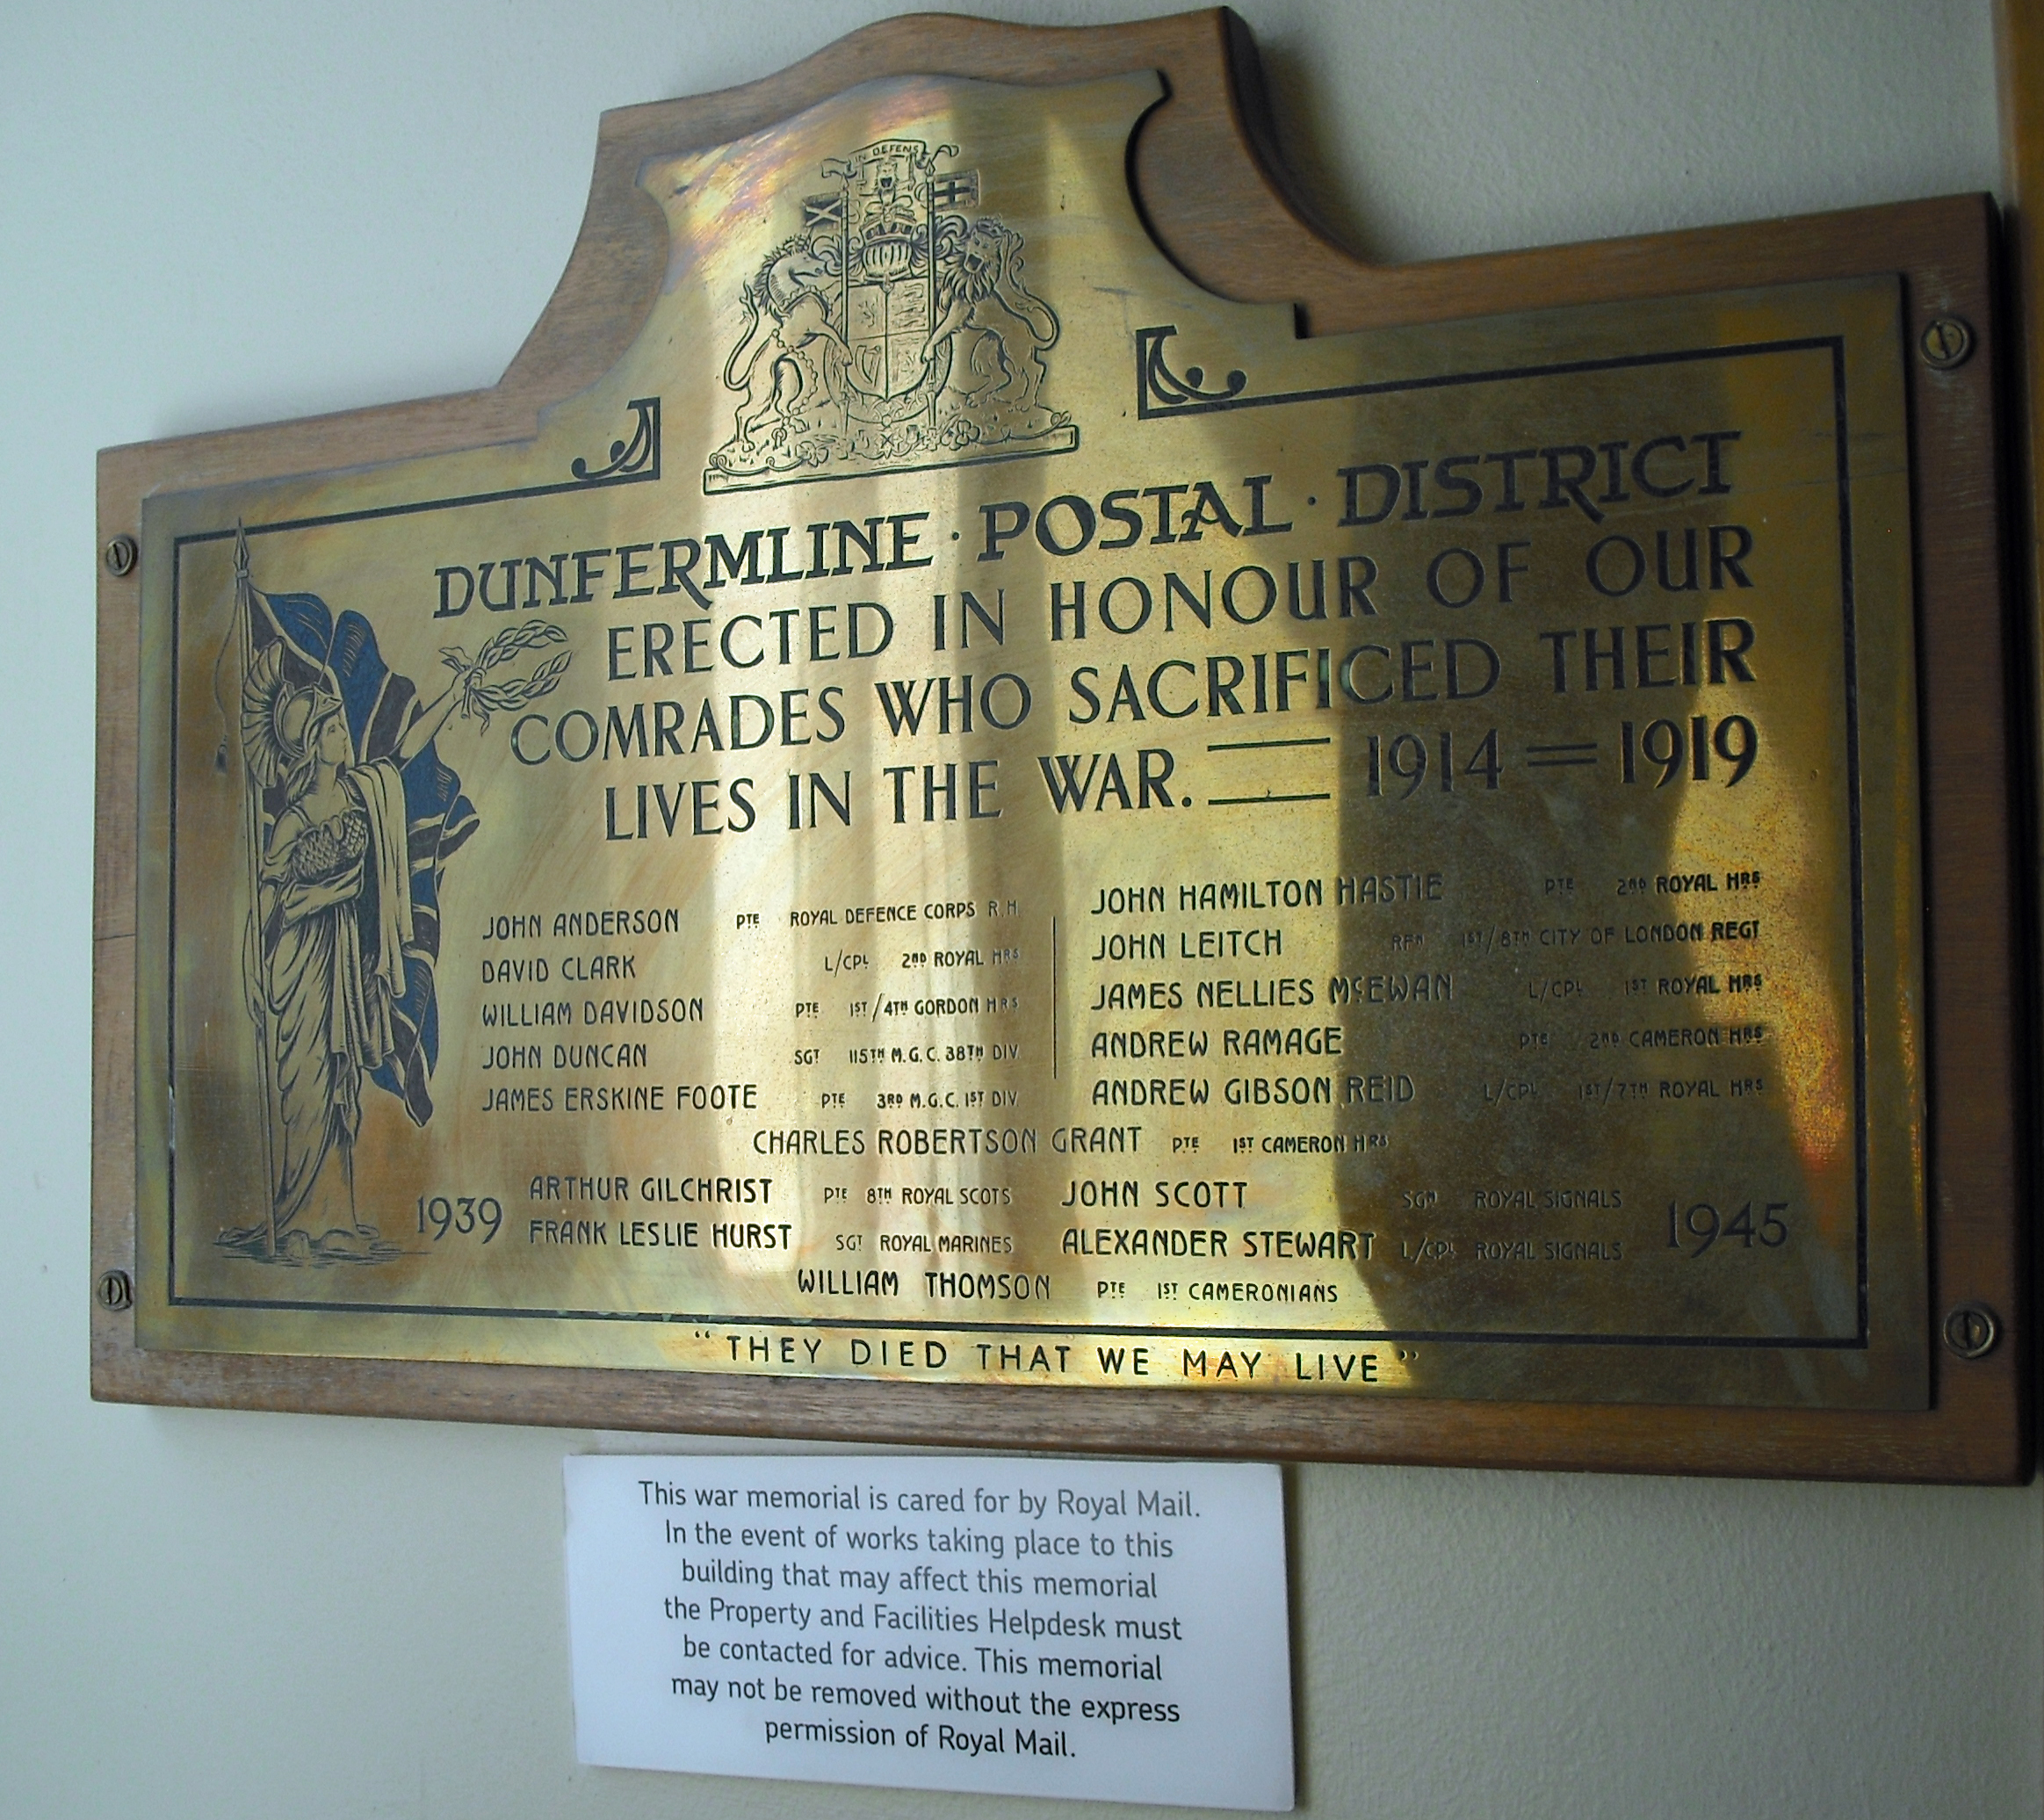 IN DEFENS
DUNFERMLINE · POSTAL · DISTRICT
ERECTED IN HONOUR OF OUR
COMRADES WHO SACRIFICED THEIR
LIVES IN THE WAR. 1914 = 1919
JOHN ANDERSON PTE ROYAL DEFENCE CORPS R.H.
DAVID CLARK L/CPL 2ND ROYAL HRS
WILLIAM DAVIDSON PTE 1ST/4TH GORDON HRS
JOHN DUNCAN SGT 115TH M.G.C. 38TH DIV.
JAMES ERSKINE FOOTE PTE 3RD M.G.C. 1ST DIV.
JOHN HAMILTON HASTIE PTE 2ND ROYAL HRS
JOHN LEITCH RFN 1ST/8TH CITY OF LONDON REGT
JAMES NELLIES McEWAN L/CPL 1ST ROYAL HRS
ANDREW RAMAGE PTE 2ND CAMERON HRS
ANDREW GIBSON REID L/CPL 1ST/7TH ROYAL HRS
CHARLES ROBERTSON GRANT PTE 1ST CAMERON HRS
1939 ARTHUR GILCHRIST PTE 8TH ROYAL SCOTS JOHN SCOTT SGN ROYAL SIGNALS 1945
FRANK LESLIE HURST SGT ROYAL MARINES ALEXANDER STEWART L/CPL ROYAL SIGNALS
WILLIAM THOMSON PTE 1ST CAMERONIANS
"THEY DIED THAT WE MAY LIVE"
This war memorial is cared for by Royal Mail.
In the event of works taking place to this
building that may affect this memorial
the Property and Facilities Helpdesk must
be contacted for advice. This memorial
may not be removed without the express
permission of Royal Mail.